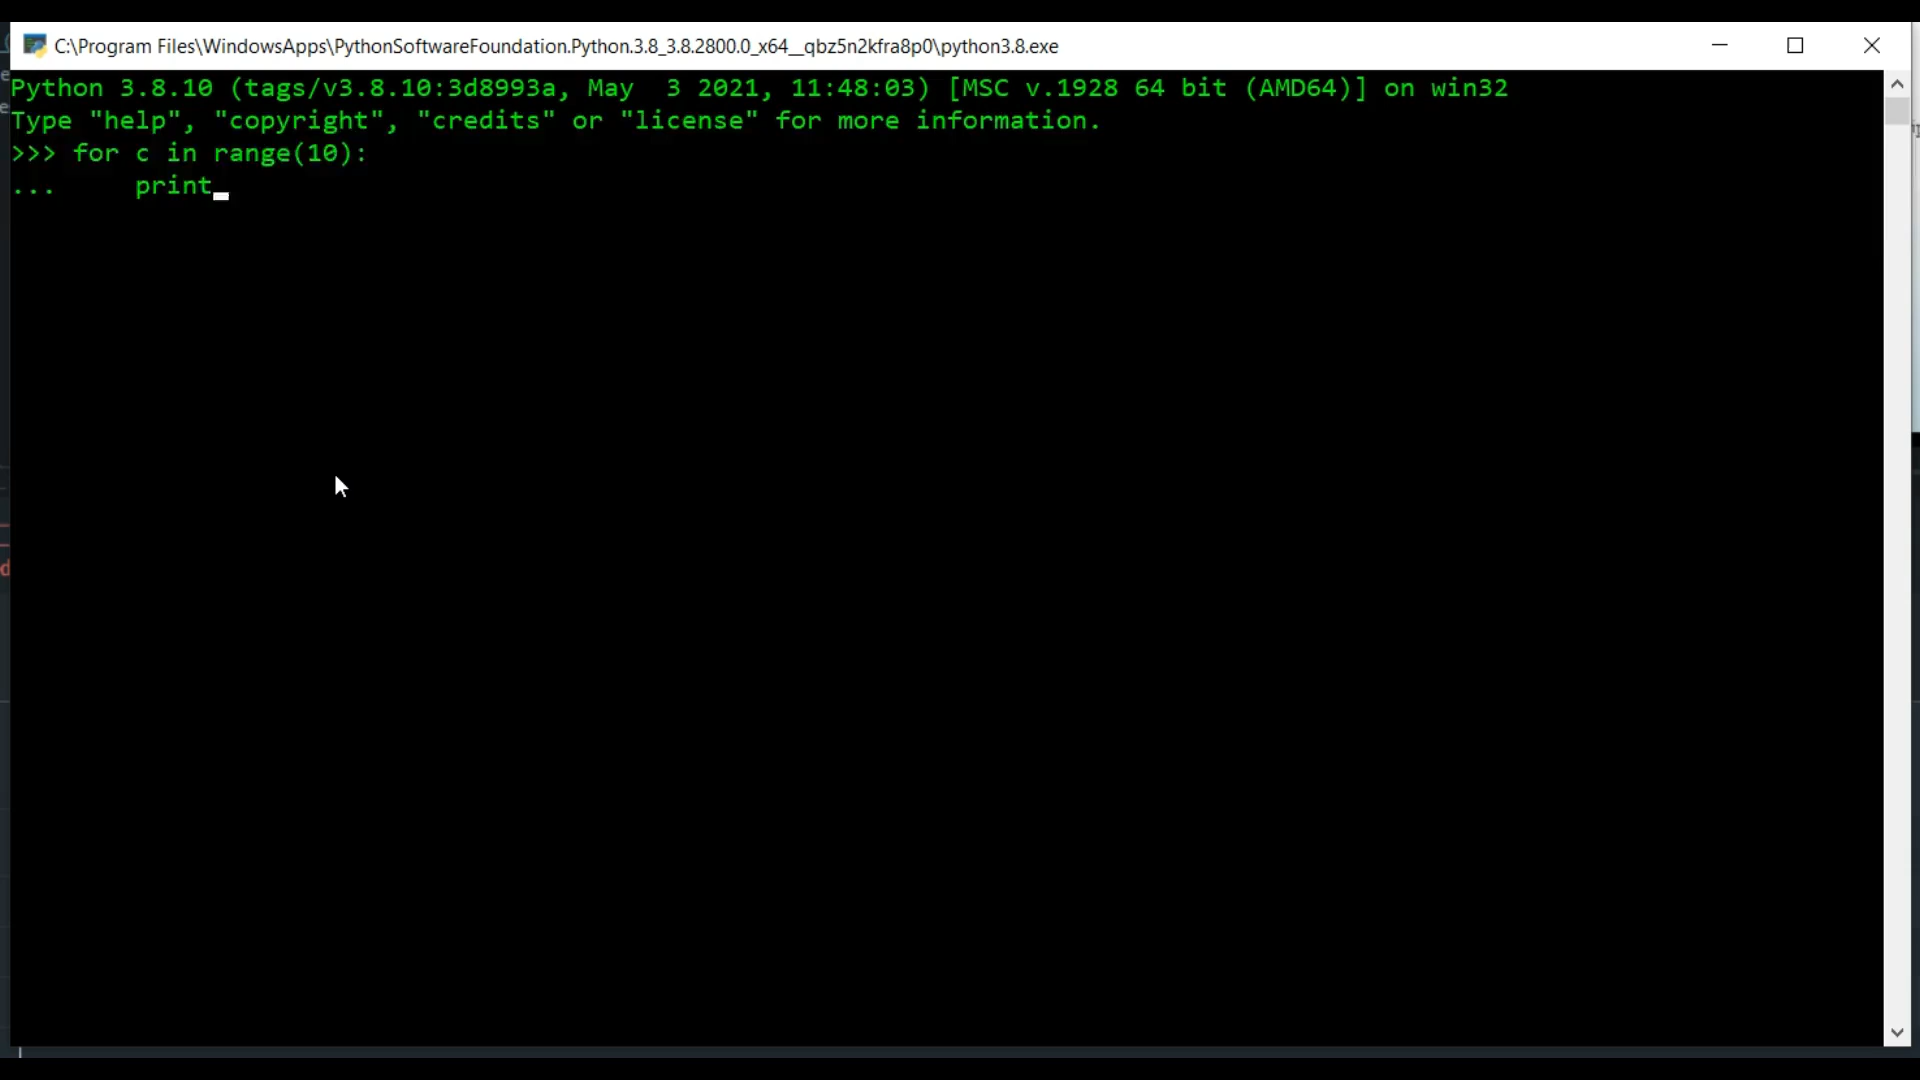 C:\Program Files\WindowsApps\PythonSoftwareFoundation.Python.3.8_3.8.2800.0_x64__qbz5n2kfra8p0\python3.8.exe
Python 3.8.10 (tags/v3.8.10:3d8993a, May  3 2021, 11:48:03) [MSC v.1928 64 bit (AMD64)] on win32
Type "help", "copyright", "credits" or "license" for more information.
>>> for c in range(10):
...     print